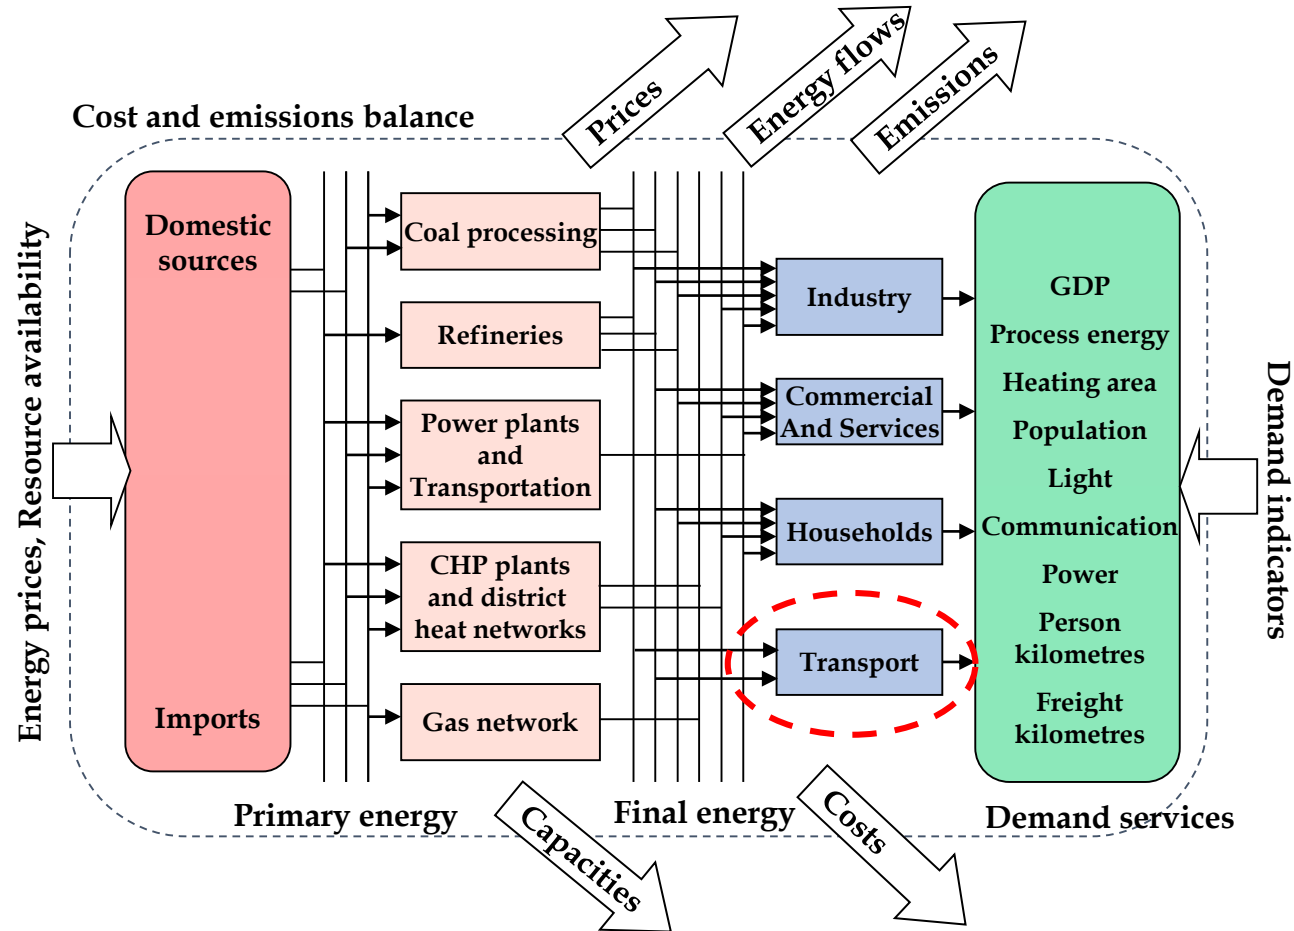 Prices
Energy flows
Emissions
Cost and emissions balance
Energy prices, Resource availability
Domestic
sources
Imports
Coal processing
Refineries
Power plants
and
Transportation
CHP plants
and district
heat networks
Gas network
Industry
Commercial
And Services
Households
Transport
GDP
Process energy
Heating area
Population
Light
Communication
Power
Person
kilometres
Freight
kilometres
Demand indicators
Primary energy
Final energy
Demand services
Capacities
Costs